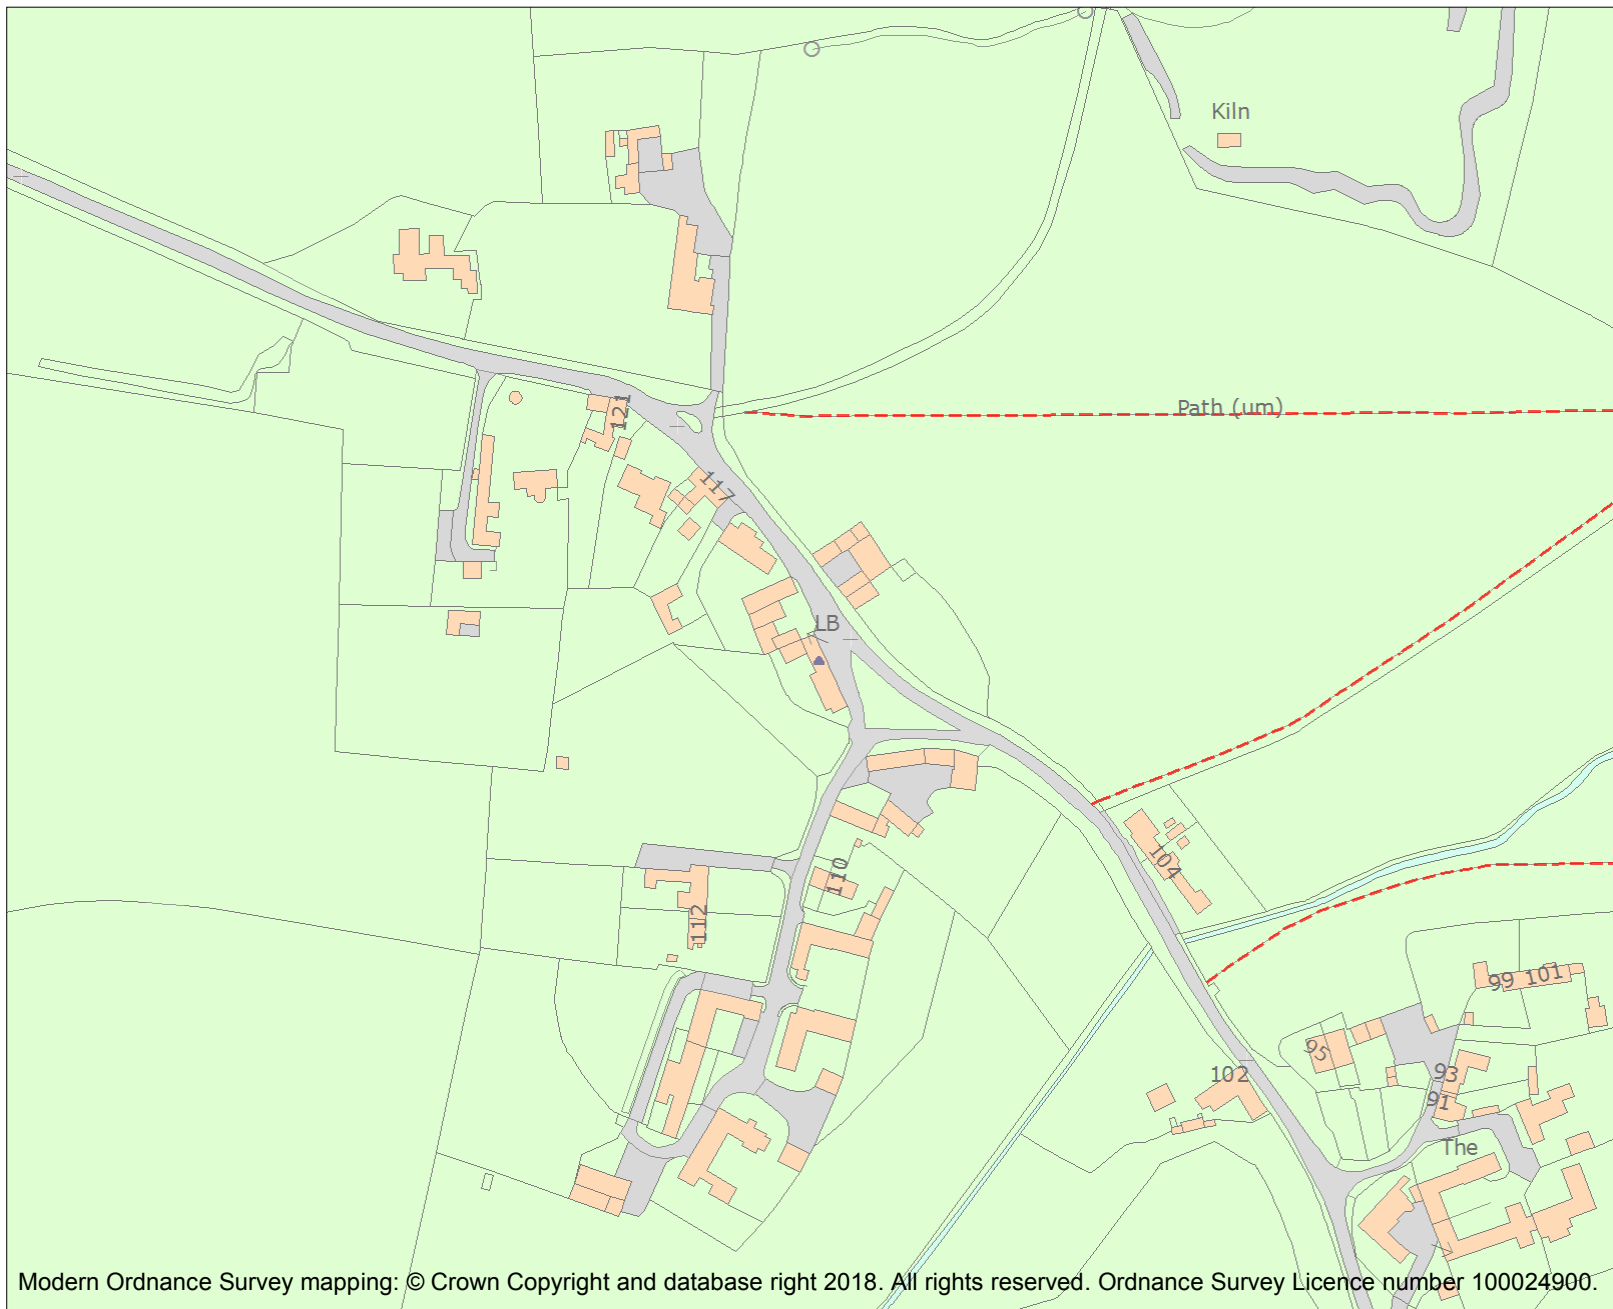 Kiln
121
Path (um)
117
LB
104
110
112
99 101
95
102
93
91
The
Modern Ordnance Survey mapping: © Crown Copyright and database right 2018. All rights reserved. Ordnance Survey Licence number 100024900.